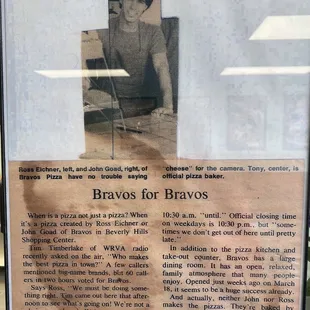 Ross Eichner, left, and John Goad, right, of
Bravos Pizza have no trouble saying
"cheese" for the camera. Tony, center, is
official pizza baker.
Bravos for Bravos
When is a pizza not just a pizza? When
it's a pizza created by Ross Eichner or
John Goad of Bravos in Beverly Hills
Shopping Center.
Tim Timberlake of WRVA radio
recently asked on the air, "Who makes
the best pizza in town?" A few callers
mentioned big-name brands, but 60 call-
ers in two hours voted for Bravos.
Says Ross, "We must be doing some-
thing right. Tim came out here that after-
noon to see what's going on! We're not a
10:30 a.m. "until." Official closing time
on weekdays is 10:30 p.m., but "some-
times we don't get out of here until pretty
late."
In addition to the pizza kitchen and
take-out counter, Bravos has a large
dining room. It has an open, relaxed,
family atmosphere that many people
enjoy. Opened just weeks ago on March
18, it seems to be a huge success already.
And actually, neither John nor Ross
makes the pizzas. They're baked by